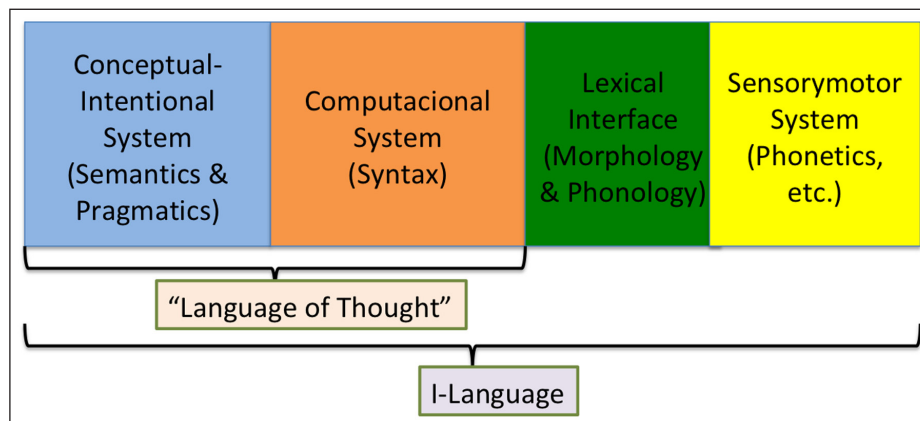 Conceptual-
Intentional
System
(Semantics &
Pragmatics)
Computacional
System
(Syntax)
Lexical
Interface
(Morphology
& Phonology)
Sensorymotor
System
(Phonetics,
etc.)
“Language of Thought”
I-Language